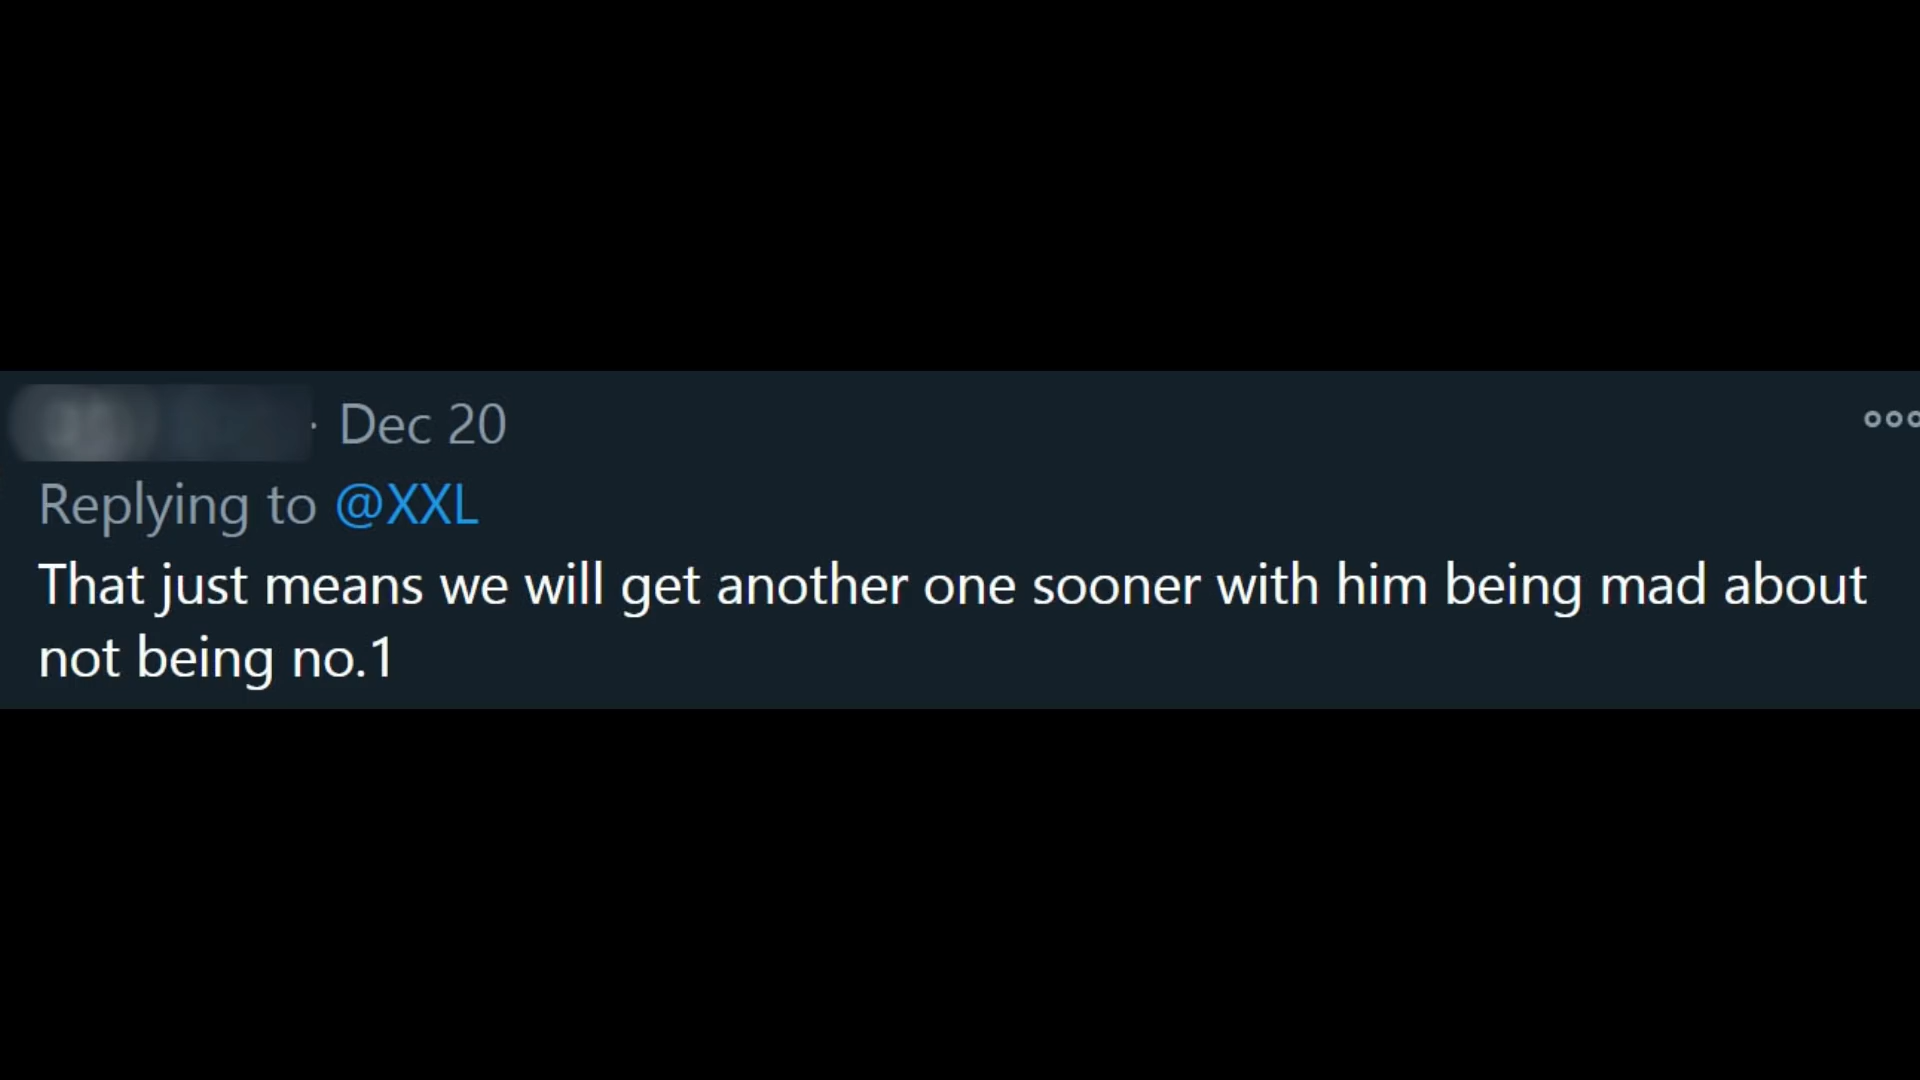 · Dec 20
Replying to @XXL
That just means we will get another one sooner with him being mad about
not being no.1